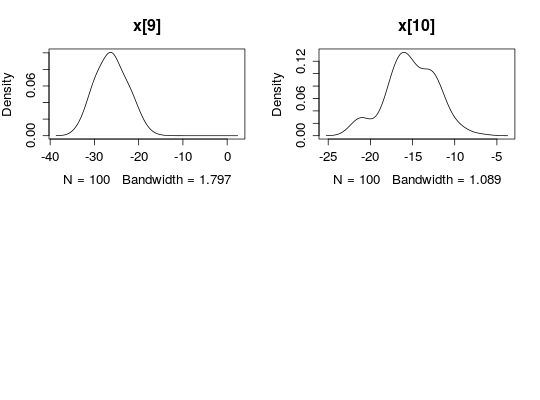 x[9]
Density
0.00 0.06
-40 -30 -20 -10 0
N = 100 Bandwidth = 1.797
x[10]
Density
0.00 0.06 0.12
-25 -20 -15 -10 -5
N = 100 Bandwidth = 1.089